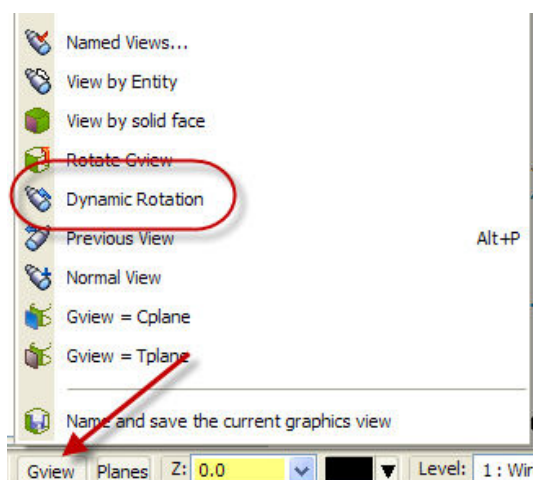 Named Views...
View by Entity
View by solid face
Rotate Gview
Dynamic Rotation
Previous View Alt+P
Normal View
Gview = Cplane
Gview = Tplane
Name and save the current graphics view
Gview Planes Z: 0.0 Level: 1 : Wir